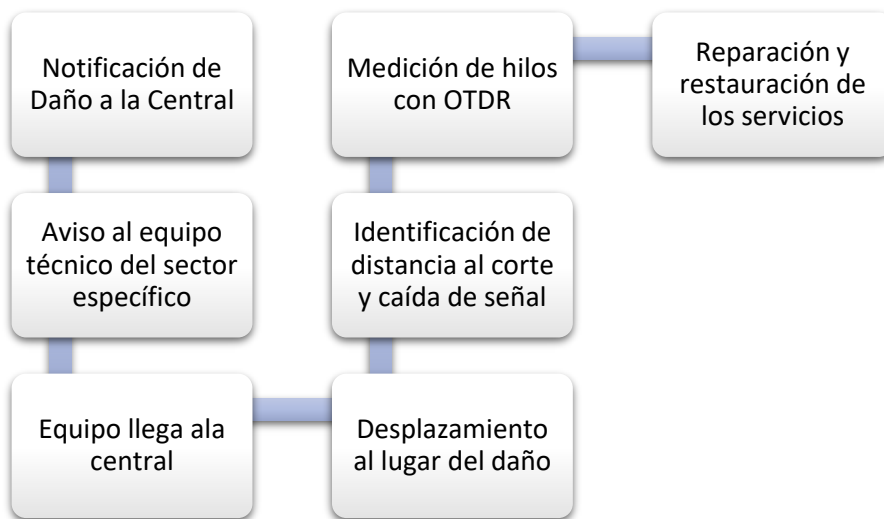 Notificación de
Daño a la Central
Aviso al equipo
técnico del sector
específico
Equipo llega ala
central
Desplazamiento
al lugar del daño
Identificación de
distancia al corte
y caída de señal
Medición de hilos
con OTDR
Reparación y
restauración de
los servicios